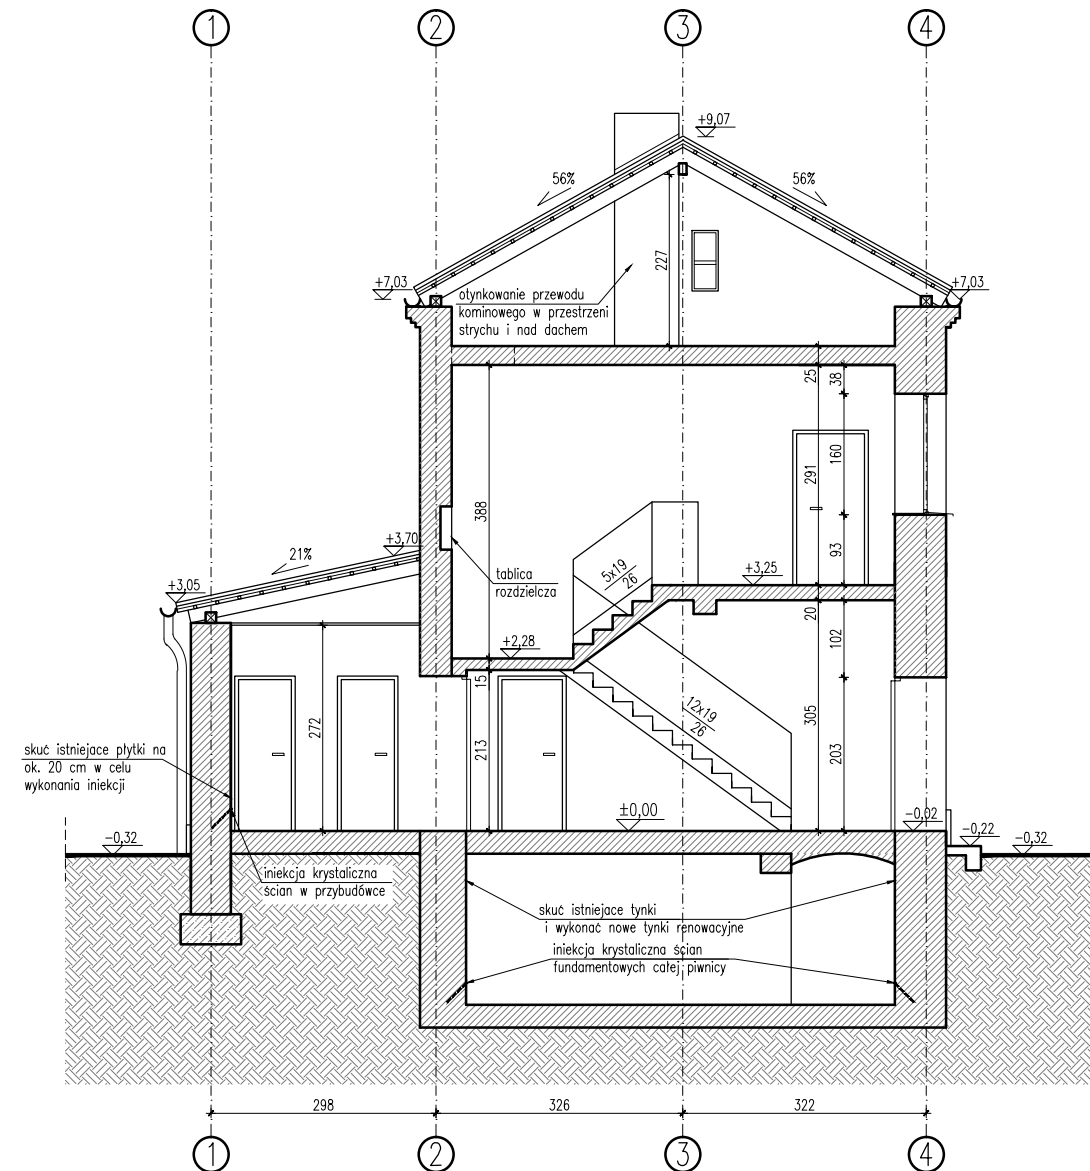 1 2 3 4
+9,07
56% 56%
227
+7,03 +7,03
otynkowanie przewodu
kominowego w przestrzeni
strychu i nad dachem
25 38
160
291
388
93
+3,70
21%
+3,05
tablica
rozdzielcza
5x19
26
+3,25
20
102
+2,28
15
12x19
26
305
272
213
203
skuć istniejace płytki na
ok. 20 cm w celu
wykonania iniekcji
±0,00
-0,02
-0,22
-0,32 -0,32
iniekcja krystaliczna
ścian w przybudówce
skuć istniejace tynki
i wykonać nowe tynki renowacyjne
iniekcja krystaliczna ścian
fundamentowych całej piwnicy
298 326 322
1 2 3 4